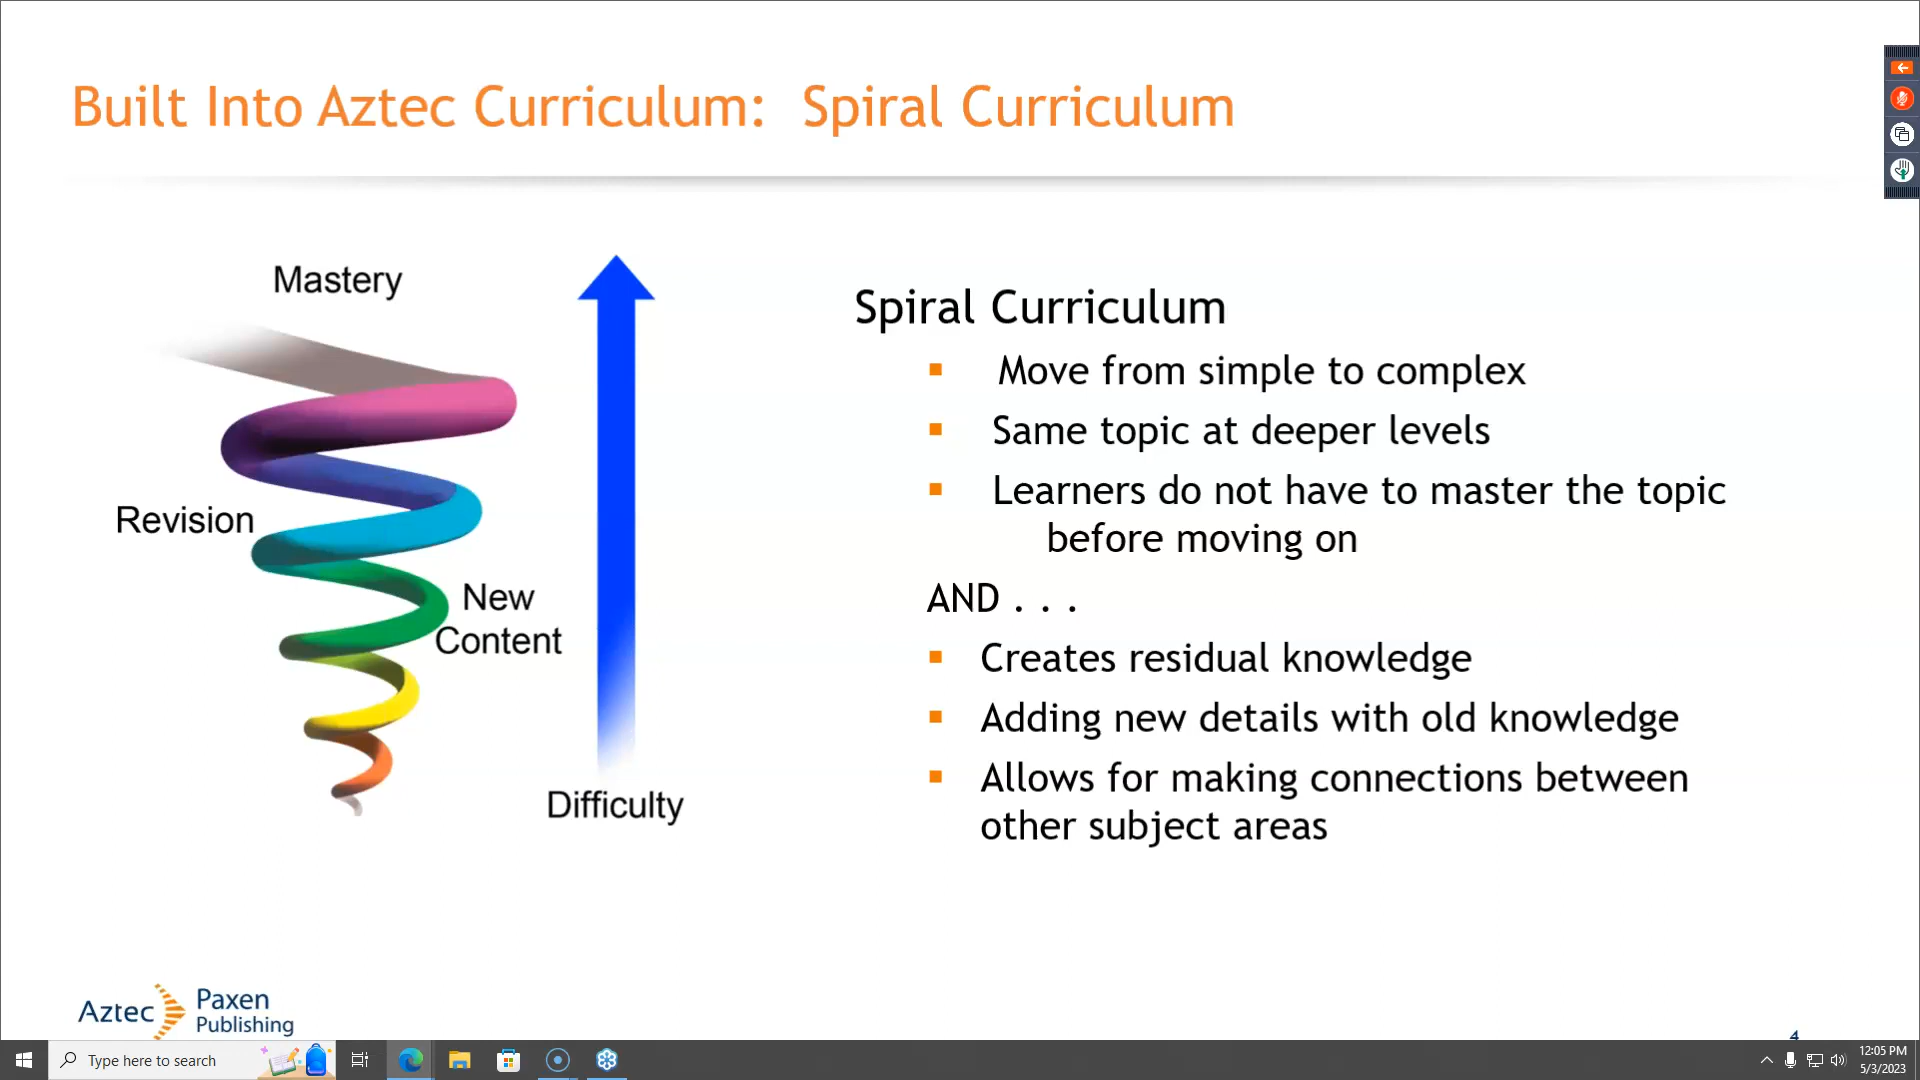 Built Into Aztec Curriculum:  Spiral Curriculum
Mastery
Revision
New
Content
Difficulty
Spiral Curriculum
Move from simple to complex
Same topic at deeper levels
Learners do not have to master the topic
before moving on
AND . . .
Creates residual knowledge
Adding new details with old knowledge
Allows for making connections between
other subject areas
Aztec
Paxen
Publishing
4
Type here to search
12:05 PM
5/3/2023